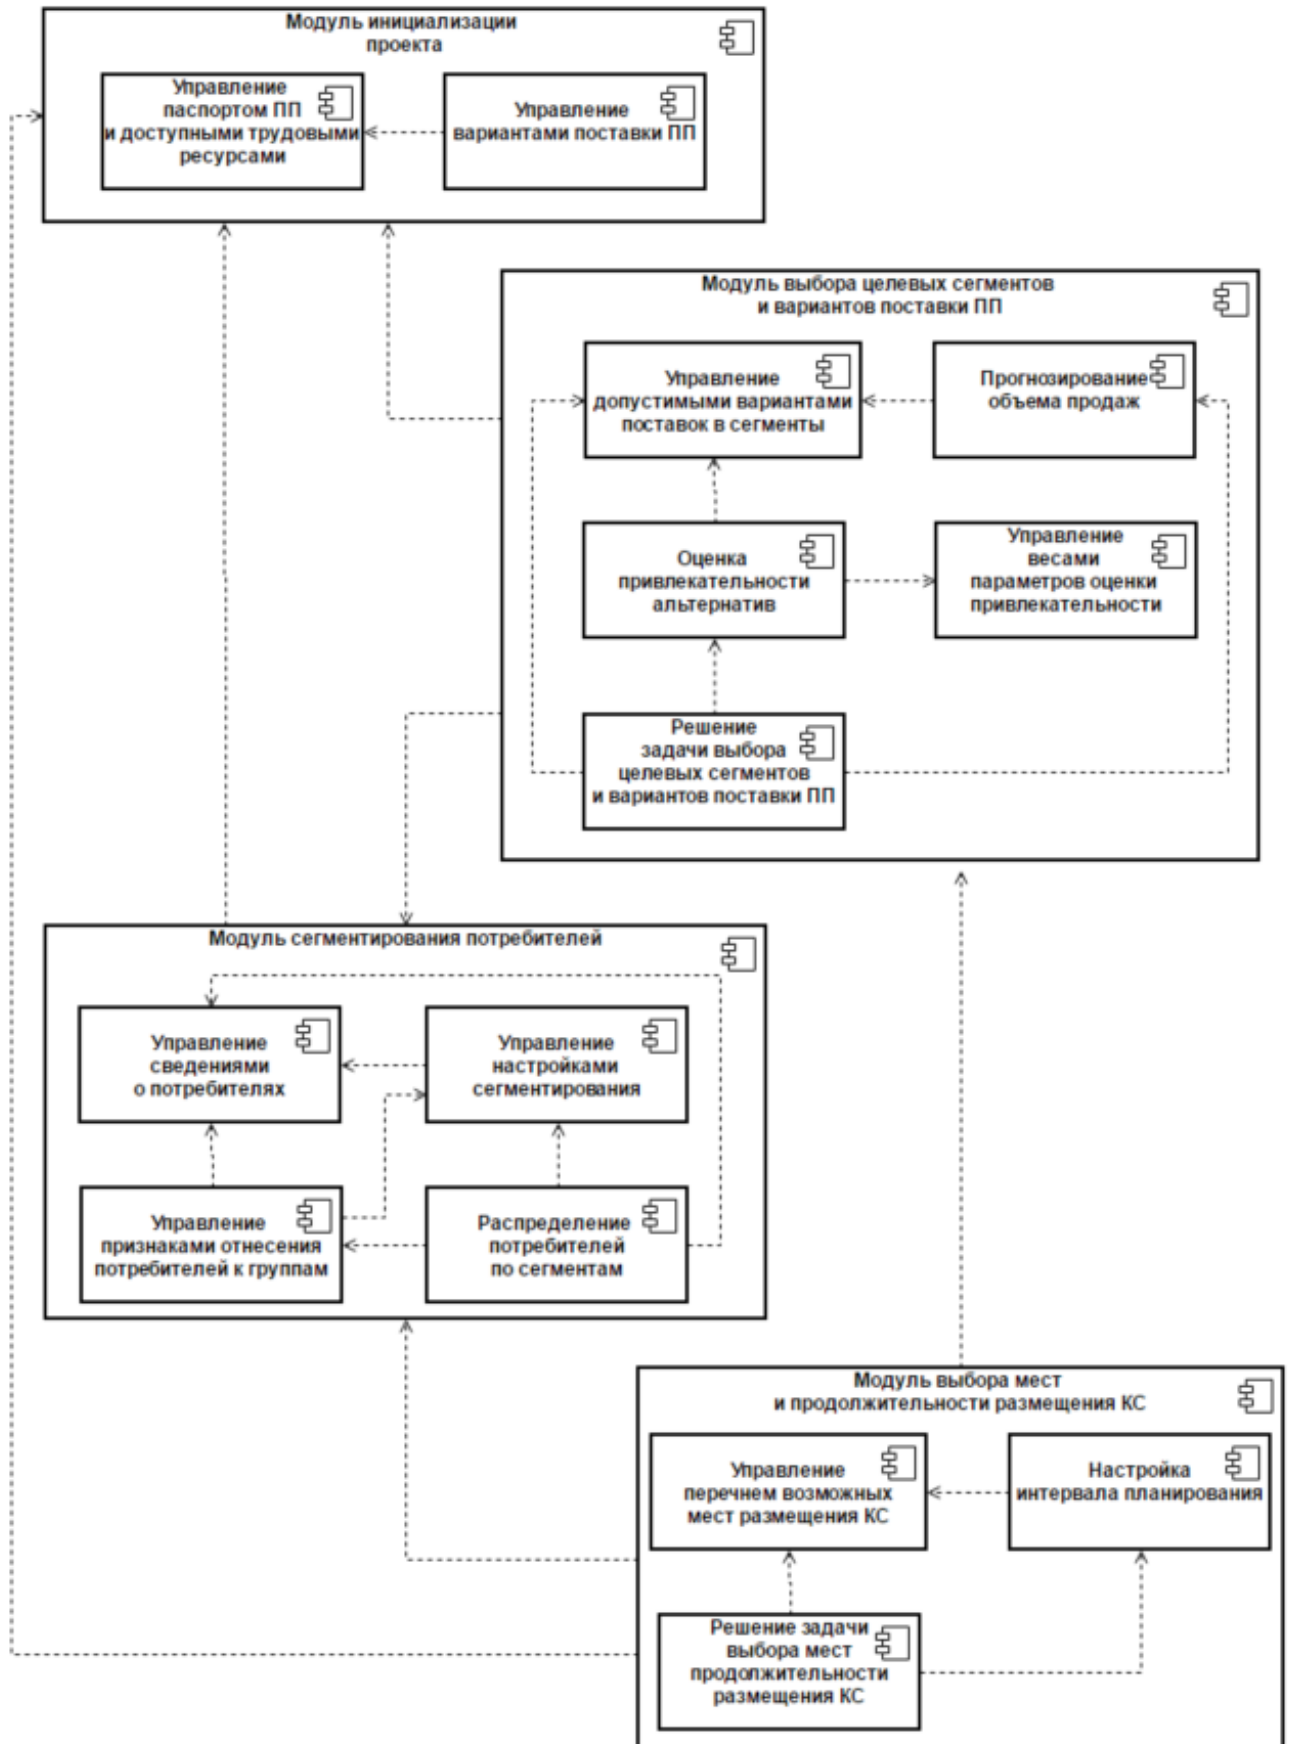 Модуль инициализации
проекта
Управление
паспортом ПП
и доступными трудовыми
ресурсами
Управление
вариантами поставки ПП
Модуль выбора целевых сегментов
и вариантов поставки ПП
Управление
допустимыми вариантами
поставок в сегменты
Прогнозирование
объема продаж
Оценка
привлекательности
альтернатив
Управление
весами
параметров оценки
привлекательности
Решение
задачи выбора
целевых сегментов
и вариантов поставки ПП
Модуль сегментирования потребителей
Управление
сведениями
о потребителях
Управление
настройками
сегментирования
Управление
признаками отнесения
потребителей к группам
Распределение
потребителей
по сегментам
Модуль выбора мест
и продолжительности размещения КС
Управление
перечнем возможных
мест размещения КС
Настройка
интервала планирования
Решение задачи
выбора мест
продолжительности
размещения КС